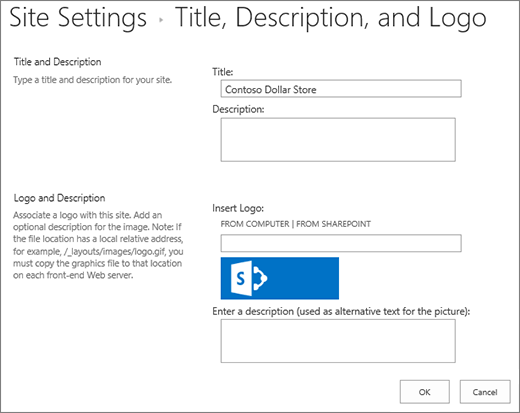 Site Settings ▸ Title, Description, and Logo
Title and Description
Type a title and description for your site.
Title:
Contoso Dollar Store
Description:
Logo and Description
Associate a logo with this site. Add an
optional description for the image. Note: If
the file location has a local relative address,
for example, /_layouts/images/logo.gif, you
must copy the graphics file to that location
on each front-end Web server.
Insert Logo:
FROM COMPUTER | FROM SHAREPOINT
S
Enter a description (used as alternative text for the picture):
OK
Cancel